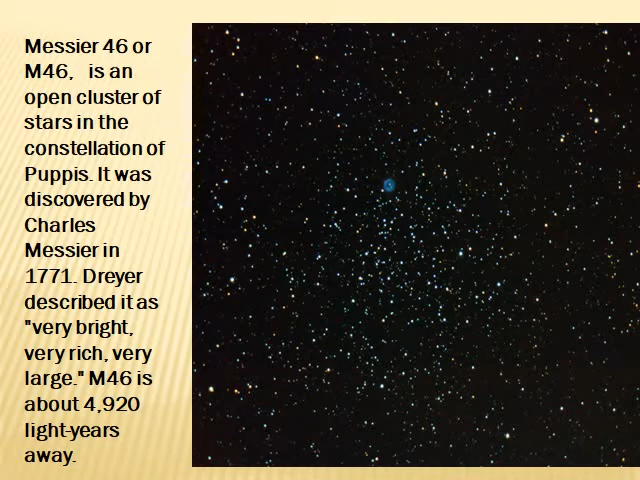 Messier 46 or
M46,   is an
open cluster of
stars in the
constellation of
Puppis. It was
discovered by
Charles
Messier in
1771. Dreyer
described it as
"very bright,
very rich, very
large." M46 is
about 4,920
light-years
away.